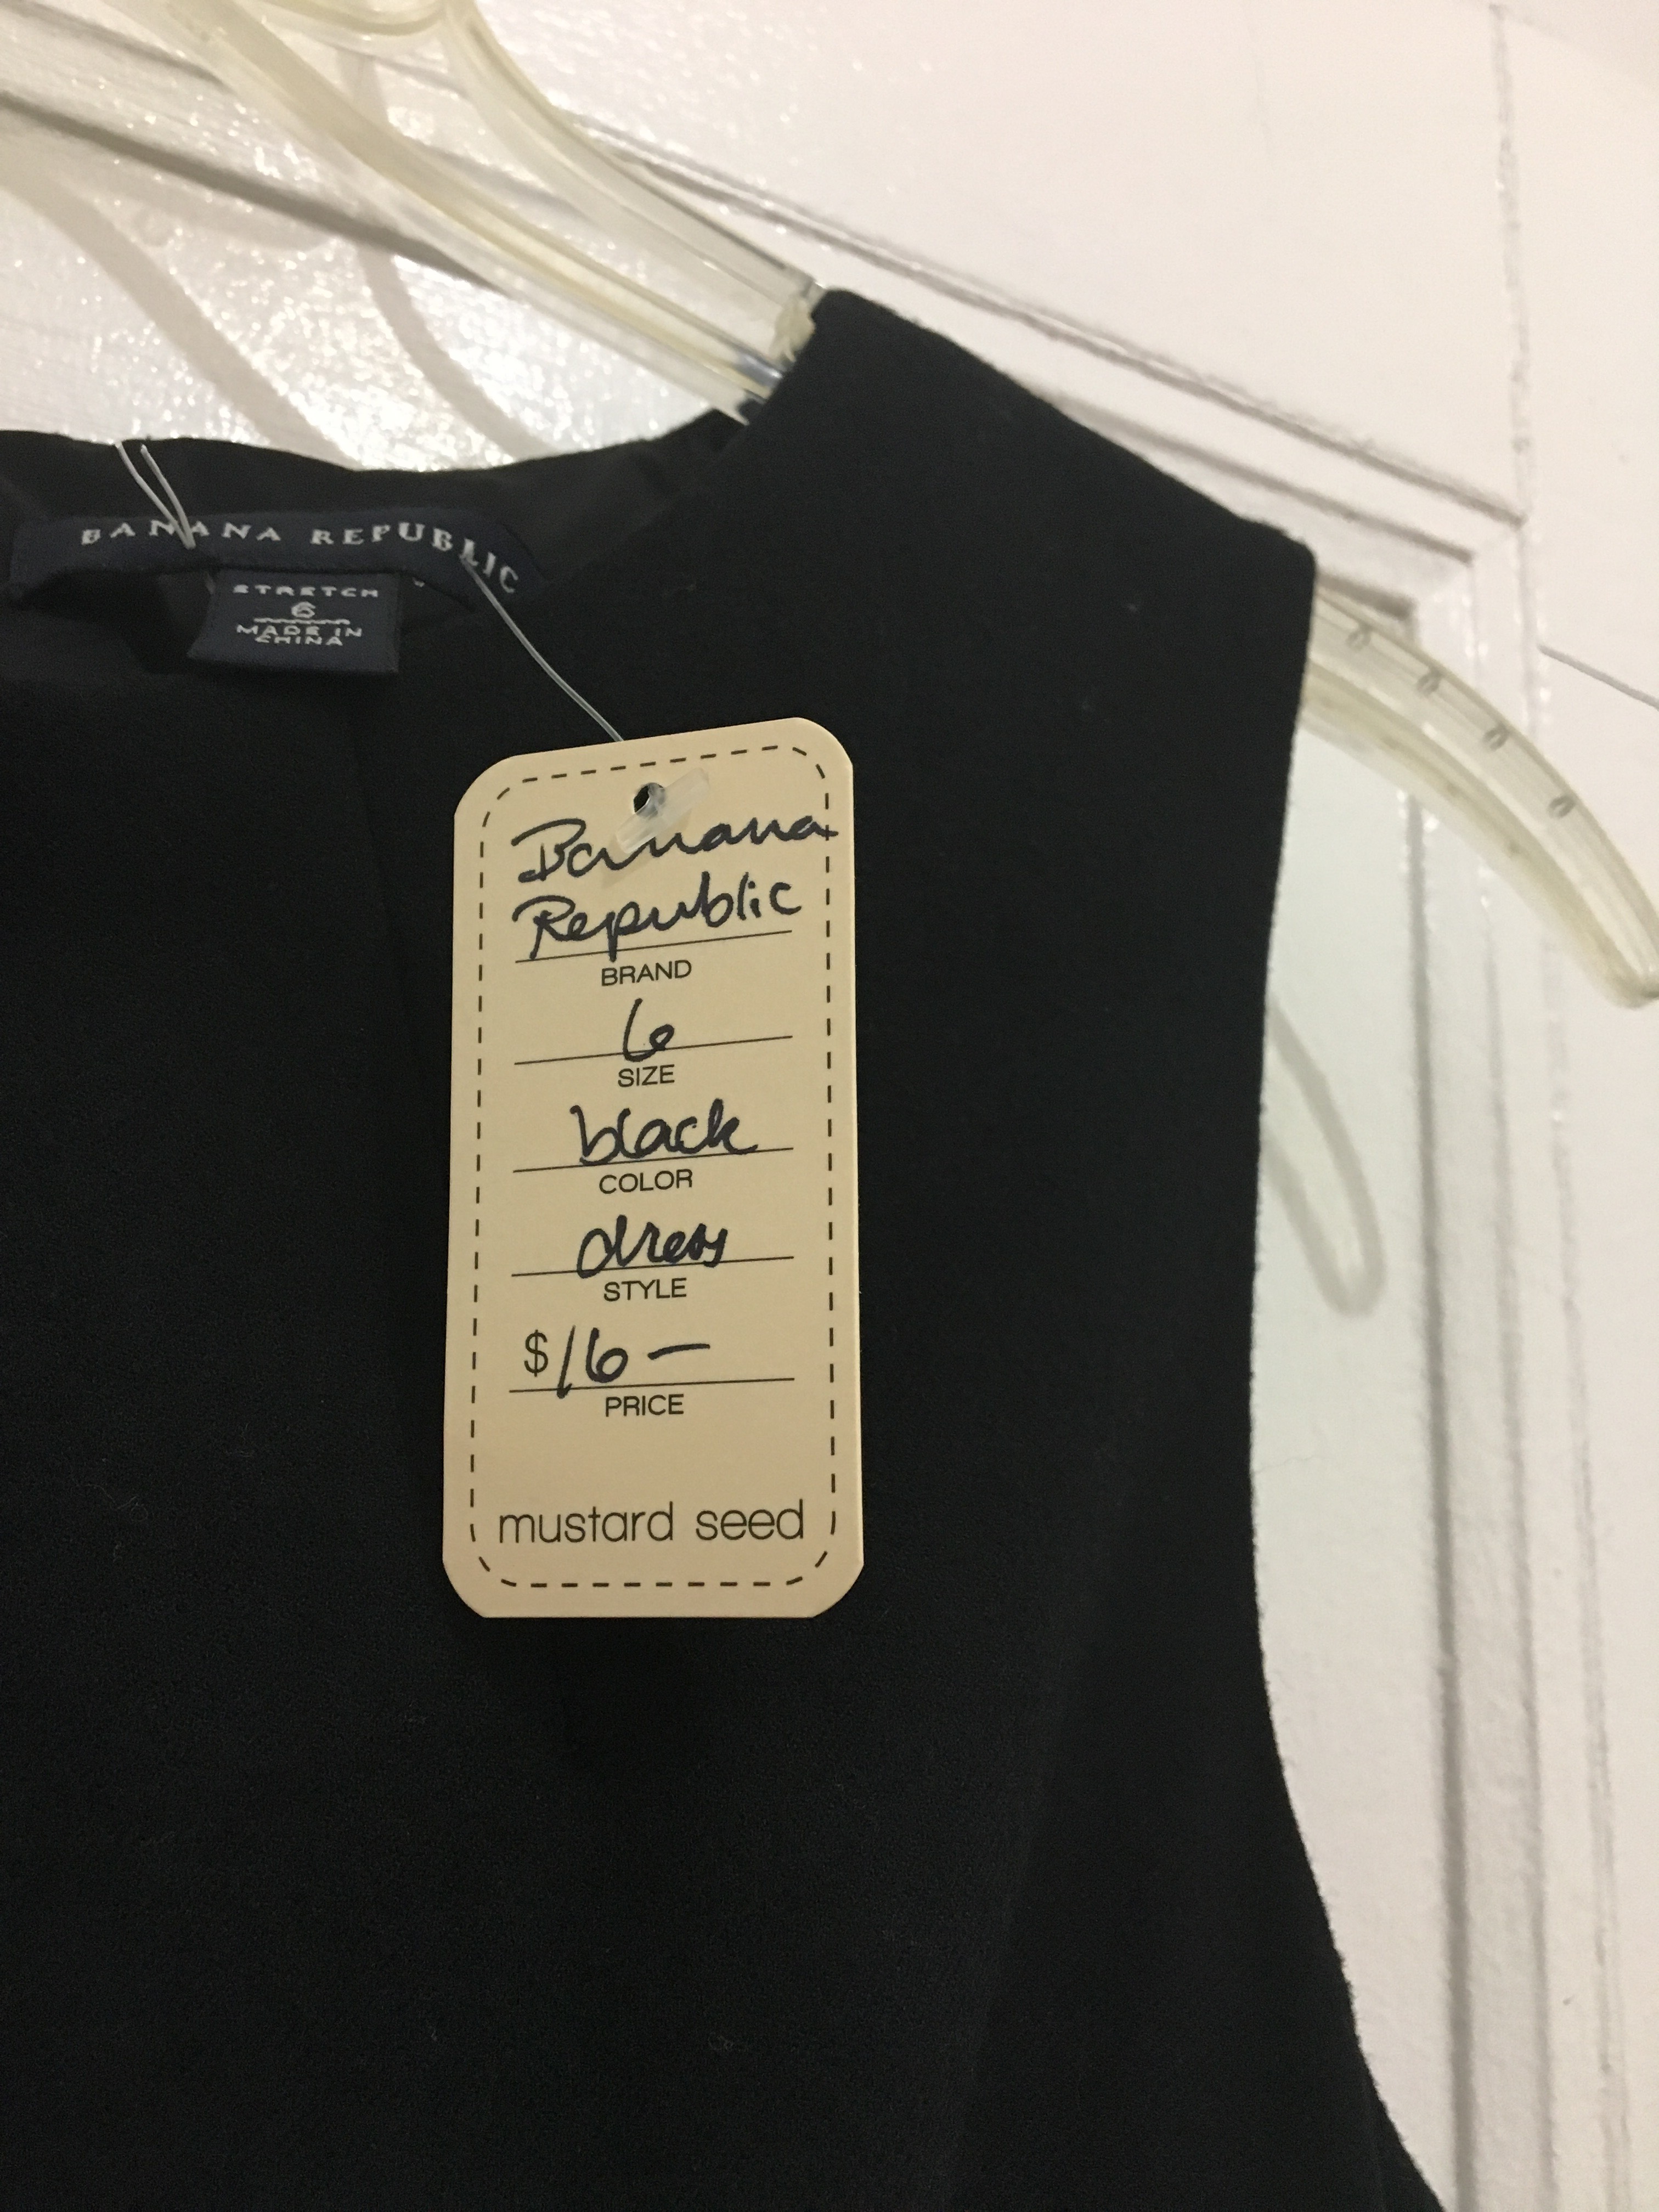 BANANA REPUBLIC
STRETCH
6
MADE IN
CHINA
Banana
Republic
BRAND
6
SIZE
black
COLOR
dress
STYLE
$16 —
PRICE
mustard seed